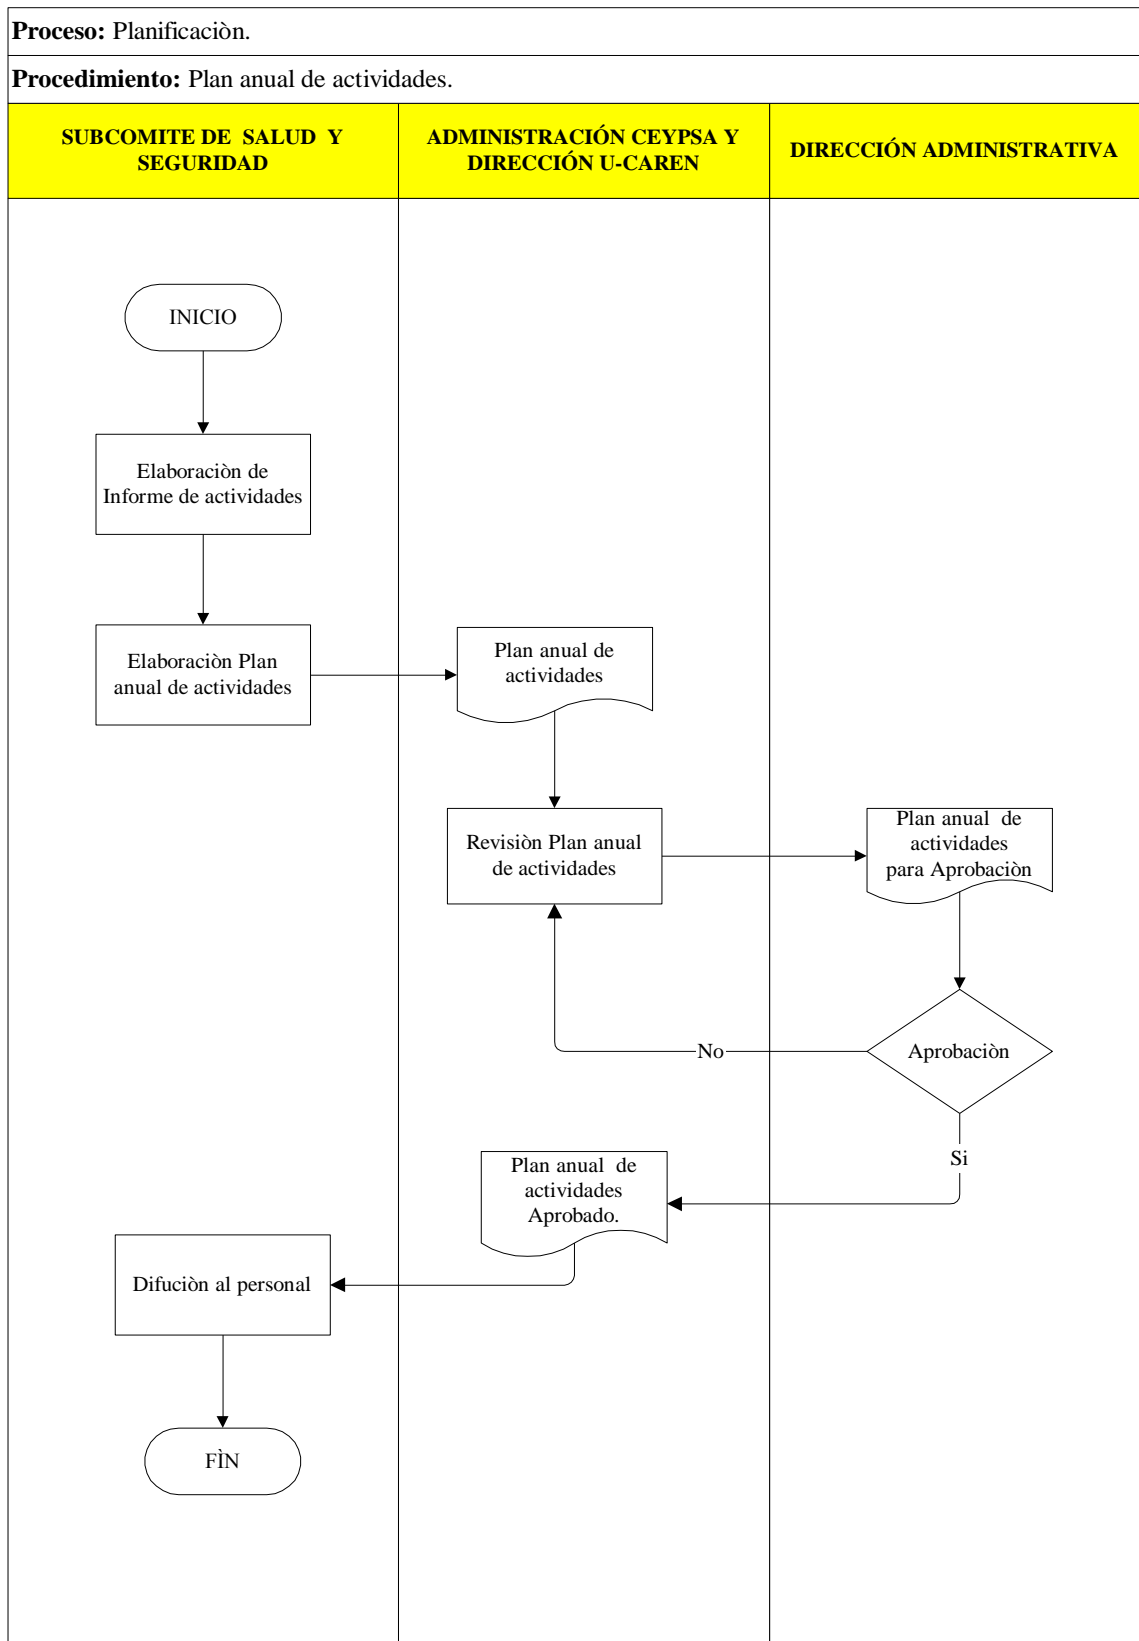 Proceso: Planificaciòn.
Procedimiento: Plan anual de actividades.
SUBCOMITE DE SALUD Y
SEGURIDAD
ADMINISTRACIÓN CEYPSA Y
DIRECCIÓN U-CAREN
DIRECCIÓN ADMINISTRATIVA
INICIO
Elaboraciòn de
Informe de actividades
Elaboraciòn Plan
anual de actividades
Plan anual de
actividades
Revisiòn Plan anual
de actividades
Plan anual de
actividades
para Aprobaciòn
Aprobaciòn
No
Si
Plan anual de
actividades
Aprobado.
Difuciòn al personal
FÌN